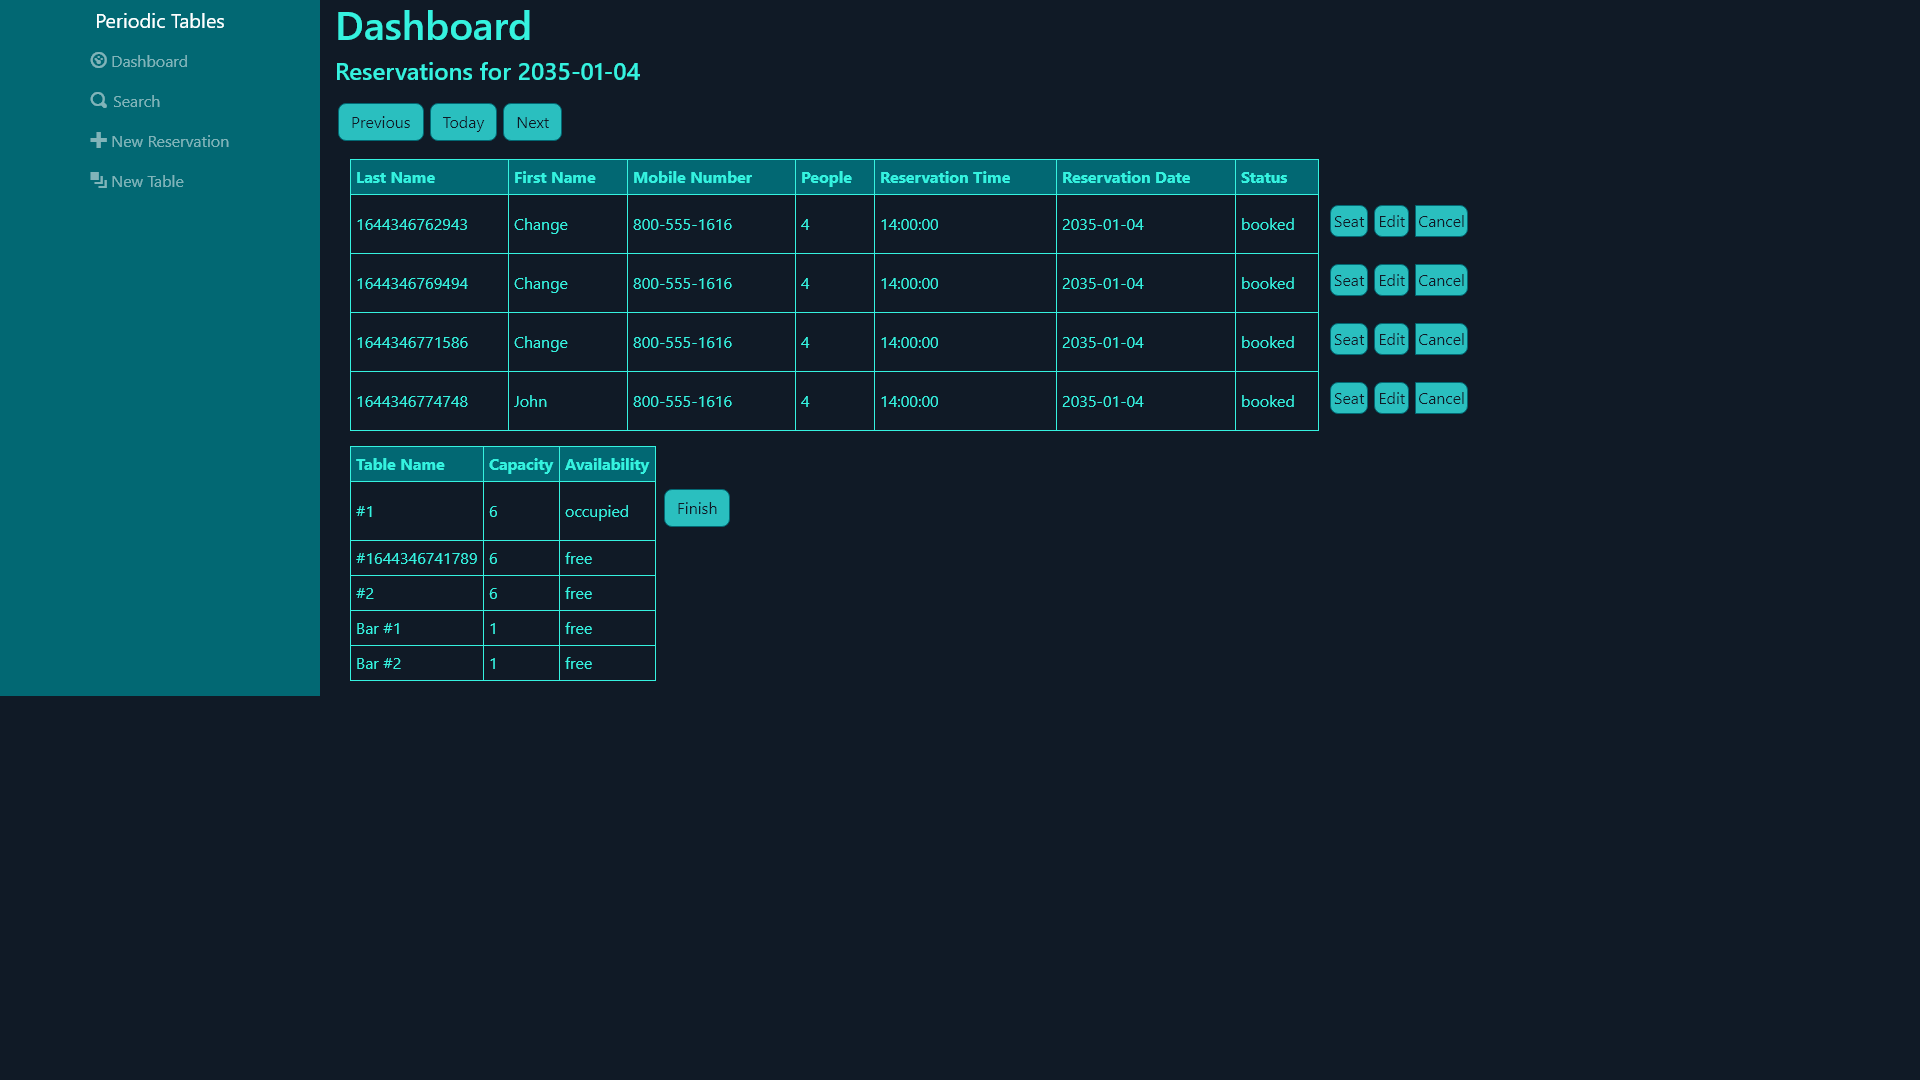 Periodic Tables
Dashboard
Search
New Reservation
New Table
Dashboard
Reservations for 2035-01-04
Previous Today Next
Last Name First Name Mobile Number People Reservation Time Reservation Date Status
1644346762943 Change 800-555-1616 4 14:00:00 2035-01-04 booked Seat Edit Cancel
1644346769494 Change 800-555-1616 4 14:00:00 2035-01-04 booked Seat Edit Cancel
1644346771586 Change 800-555-1616 4 14:00:00 2035-01-04 booked Seat Edit Cancel
1644346774748 John 800-555-1616 4 14:00:00 2035-01-04 booked Seat Edit Cancel
Table Name Capacity Availability
#1 6 occupied Finish
#1644346741789 6 free
#2 6 free
Bar #1 1 free
Bar #2 1 free